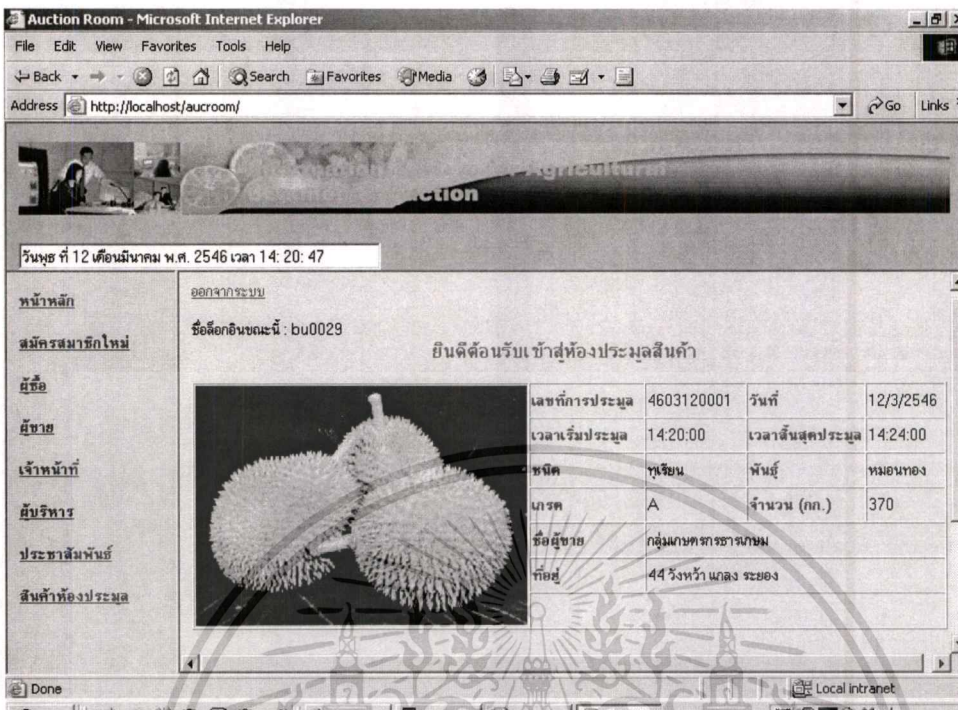 Auction Room - Microsoft Internet Explorer
File Edit View Favorites Tools Help
Back Search Favorites Media
Address http://localhost/aucroom/ Go Links
Agricultural
วันพุธ ที่ 12 เดือนมีนาคม พ.ศ. 2546 เวลา 14: 20: 47
หน้าหลัก
สมัครสมาชิกใหม่
ผู้ซื้อ
ผู้ขาย
เจ้าหน้าที่
ผู้บริหาร
ประชาสัมพันธ์
สินค้าห้องประมูล
ออกจากระบบ
ชื่อล็อกอินขณะนี้ : bu0029
ยินดีต้อนรับเข้าสู่ห้องประมูลสินค้า
เลขที่การประมูล 4603120001 วันที่ 12/3/2546
เวลาเริ่มประมูล 14:20:00 เวลาสิ้นสุดประมูล 14:24:00
ชนิด ทุเรียน พันธุ์ หมอนทอง
เกรด A จำนวน (กก.) 370
ชื่อผู้ขาย กลุ่มเกษตรกรธารเกษม
ที่อยู่ 44 วังหว้า แกลง ระยอง
Done Local intranet